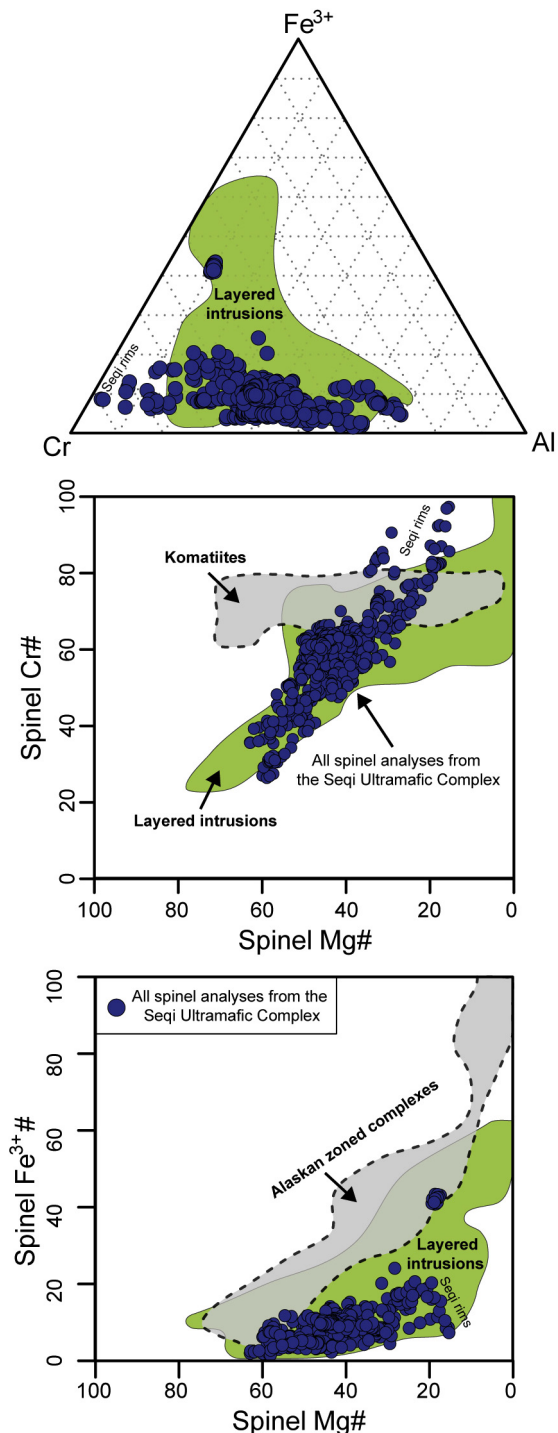 Fe³⁺
Layered
intrusions
Seqi rims
Cr
Al
100
80
60
40
20
0
Spinel Cr#
Komatiites
Seqi rims
All spinel analyses from
the Seqi Ultramafic Complex
Layered intrusions
100
80
60
40
20
0
Spinel Mg#
100
80
60
40
20
0
Spinel Fe³⁺#
All spinel analyses from the
Seqi Ultramafic Complex
Alaskan zoned complexes
Layered
intrusions
Seqi rims
100
80
60
40
20
0
Spinel Mg#